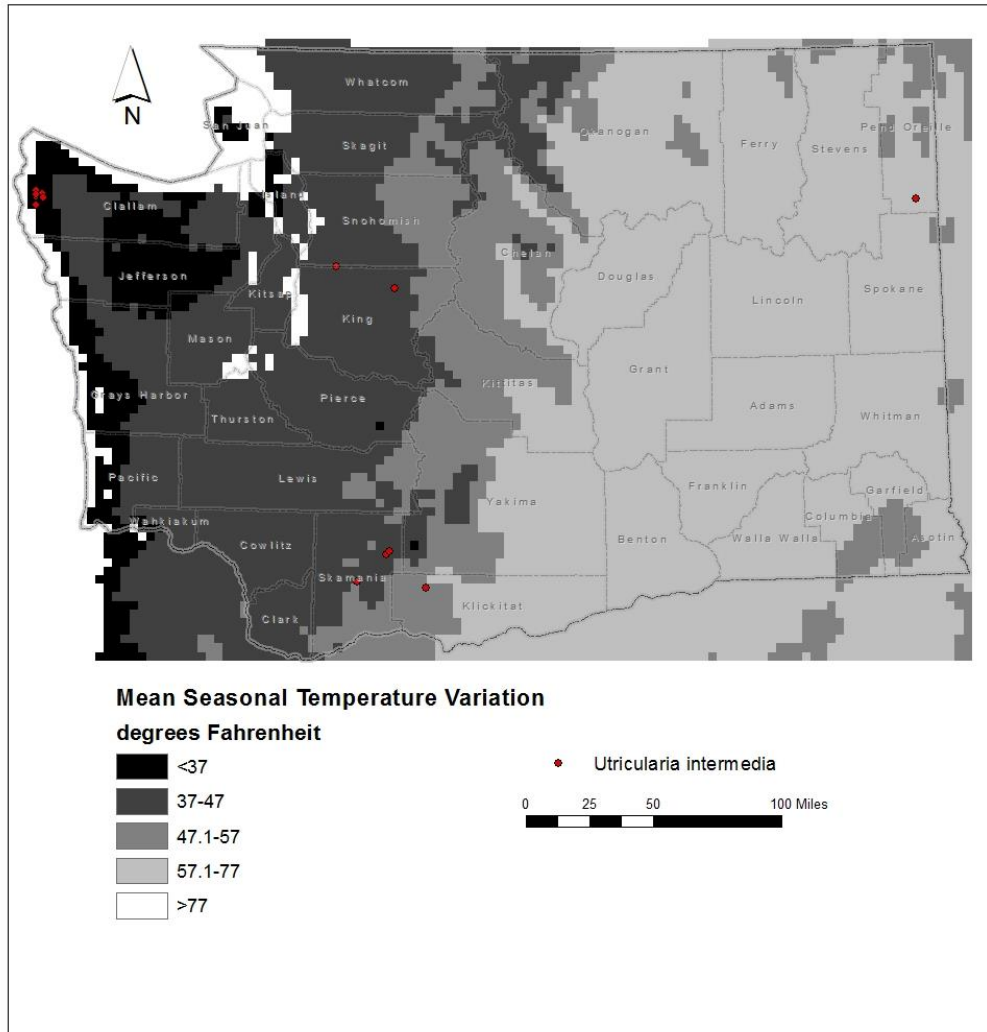 N
Whatcom
San Juan
Skagit
Okanogan
Ferry
Stevens
Pend Oreille
Island
Clallam
Snohomish
Chelan
Jefferson
Douglas
Kitsap
Lincoln
Spokane
King
Mason
Grant
Kittitas
Grays Harbor
Pierce
Adams
Whitman
Thurston
Lewis
Pacific
Yakima
Franklin
Garfield
Wahkiakum
Columbia
Cowlitz
Benton
Walla Walla
Asotin
Skamania
Klickitat
Clark
Mean Seasonal Temperature Variation
degrees Fahrenheit
<37
37-47
47.1-57
57.1-77
>77
Utricularia intermedia
0 25 50 100 Miles